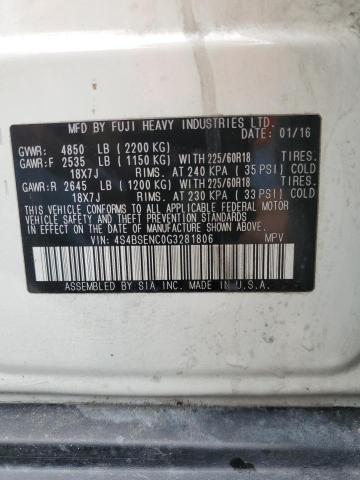 MFD BY FUJI HEAVY INDUSTRIES LTD.
DATE: 01/16
GVWR: 4850 LB (2200 KG)
GAWR:F 2535 LB (1150 KG) WITH 225/60R18 TIRES.
18X7J RIMS. AT 240 KPA (35 PSI) COLD
GAWR:R 2645 LB (1200 KG) WITH 225/60R18 TIRES.
18X7J RIMS. AT 230 KPA (33 PSI) COLD
THIS VEHICLE CONFORMS TO ALL APPLICABLE FEDERAL MOTOR
VEHICLE SAFETY, BUMPER, AND THEFT PREVENTION STANDARDS
IN EFFECT ON THE DATE OF MANUFACTURE SHOWN ABOVE.
VIN: 4S4BSENC0G3281806 MPV
ASSEMBLED BY SIA INC. MADE IN U.S.A.